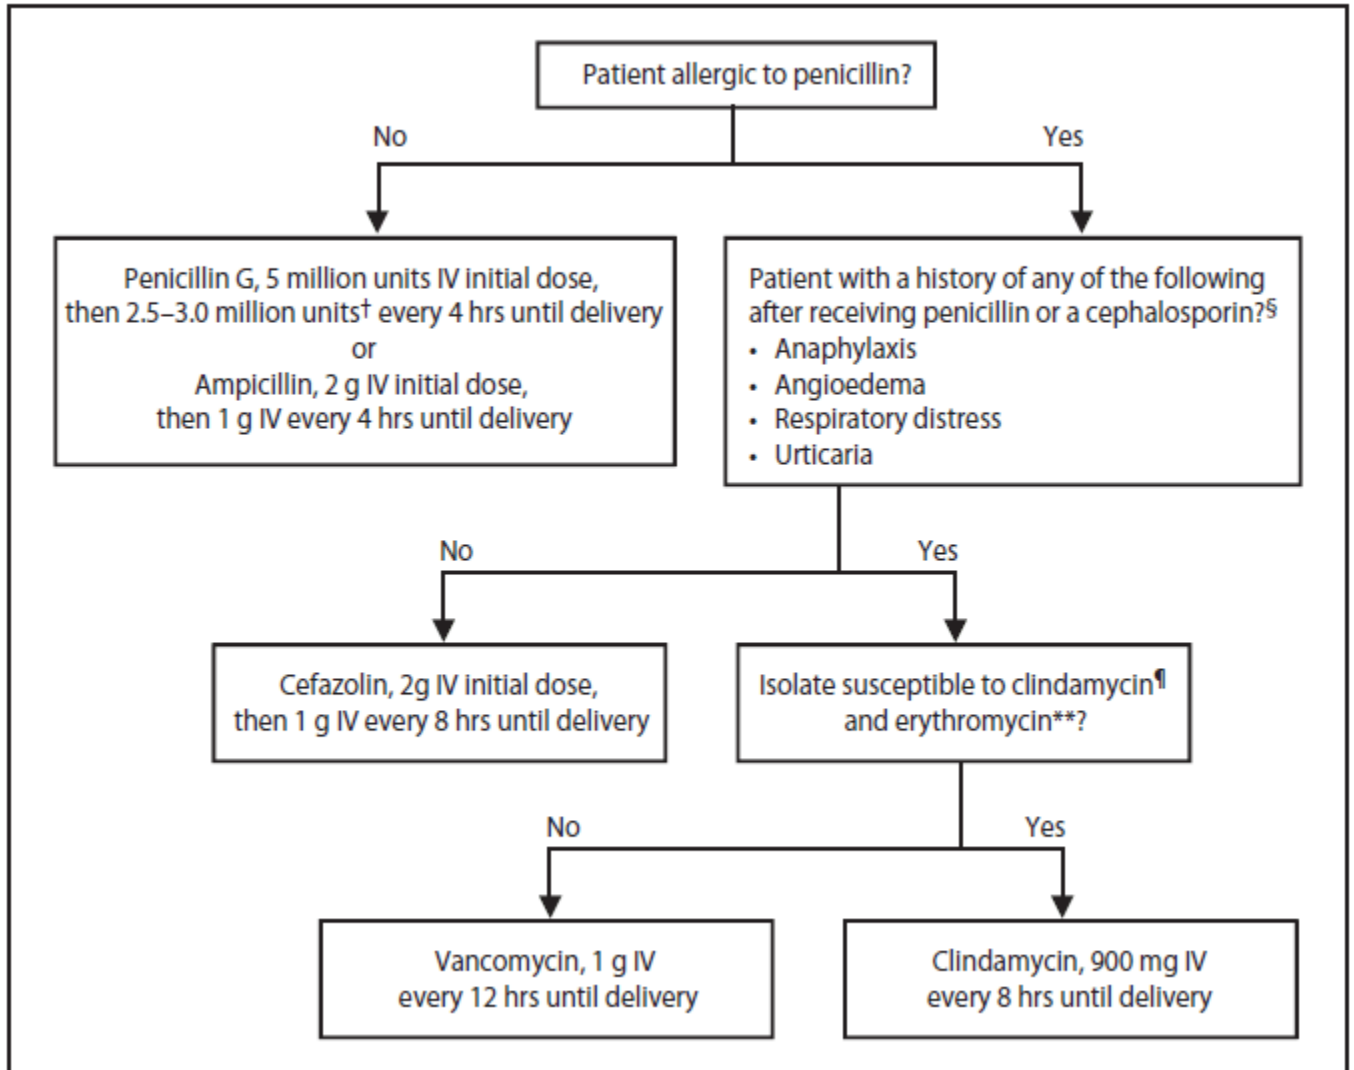 Patient allergic to penicillin?
No
Yes
Penicillin G, 5 million units IV initial dose,
then 2.5–3.0 million units† every 4 hrs until delivery
or
Ampicillin, 2 g IV initial dose,
then 1 g IV every 4 hrs until delivery
Patient with a history of any of the following
after receiving penicillin or a cephalosporin?§
• Anaphylaxis
• Angioedema
• Respiratory distress
• Urticaria
No
Yes
Cefazolin, 2g IV initial dose,
then 1 g IV every 8 hrs until delivery
Isolate susceptible to clindamycin¶
and erythromycin**?
No
Yes
Vancomycin, 1 g IV
every 12 hrs until delivery
Clindamycin, 900 mg IV
every 8 hrs until delivery